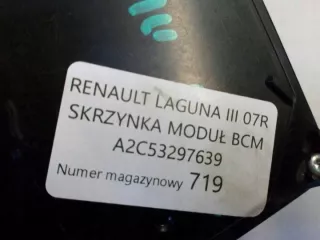 RENAULT LAGUNA III 07R
SKRZYNKA MODUŁ BCM
A2C53297639
Numer magazynowy 719